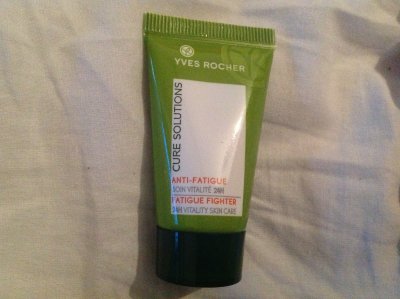 YVES ROCHER
CURE SOLUTIONS
ANTI-FATIGUE
SOIN VITALITÉ 24H
FATIGUE FIGHTER
24H VITALITY SKIN CARE